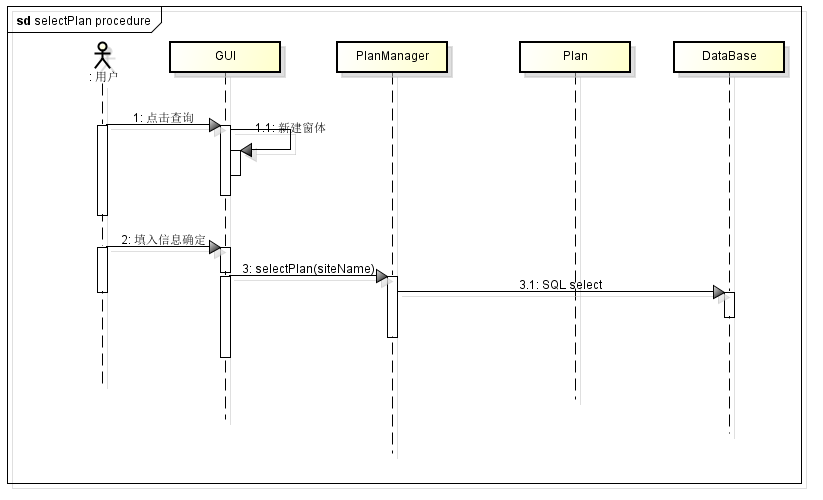 sd selectPlan procedure
GUI
PlanManager
Plan
DataBase
: 用户
1: 点击查询
1.1: 新建窗体
2: 填入信息确定
3: selectPlan(siteName)
3.1: SQL select